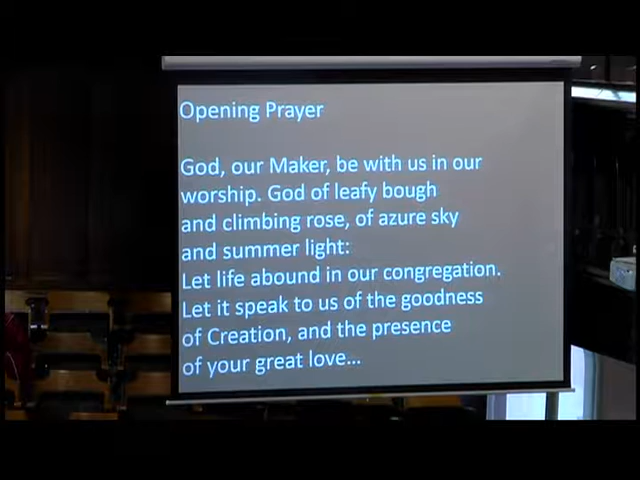 Opening Prayer
God, our Maker, be with us in our
worship. God of leafy bough
and climbing rose, of azure sky
and summer light:
Let life abound in our congregation.
Let it speak to us of the goodness
of Creation, and the presence
of your great love...